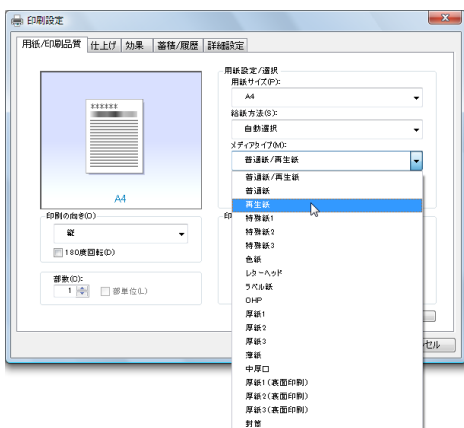 印刷設定
用紙/印刷品質 仕上げ 効果 蓄積/履歴 詳細設定
用紙設定/選択
用紙サイズ(P):
A4
給紙方法(S):
自動選択
メディアタイプ(M):
普通紙/再生紙
普通紙/再生紙
普通紙
再生紙
特殊紙1
特殊紙2
特殊紙3
色紙
レターヘッド
ラベル紙
OHP
厚紙1
厚紙2
厚紙3
薄紙
中厚口
厚紙1(裏面印刷)
厚紙2(裏面印刷)
厚紙3(裏面印刷)
封筒
******
A4
印刷の向き(O)
縦
180度回転(D)
部数(C):
1 部単位(L)
セル